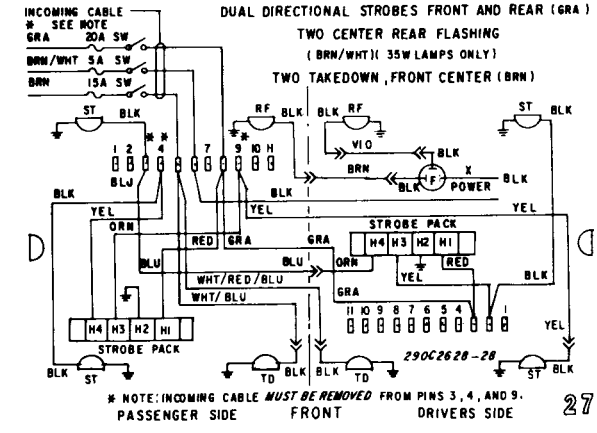 INCOMING CABLE
* SEE NOTE
GRA 20A SW
BRN/WHT 5A SW
BRN 15A SW
DUAL DIRECTIONAL STROBES FRONT AND REAR (GRA)
TWO CENTER REAR FLASHING
(BRN/WHT)( 35W LAMPS ONLY)
TWO TAKEDOWN, FRONT CENTER (BRN)
ST BLK
RF BLK
BLK RF
ST BLK
* *
1 2 4 7 9 10 H
VIO BLK
BRN BLK F X POWER BLK
BLJ
BLK
BLK
YEL
YEL
YEL
ORN
RED GRA
GRA
STROBE PACK
H4 H3 H2 H1
BLU
BLU
ORN
RED
YEL
BLK
WHT/RED/BLU
WHT/BLU
GRA
11 10 9 8 7 6 5 4 1
YEL
H4 H3 H2 H1
STROBE PACK
290C2628-2B
BLK ST
TD BLK
BLK TD
ST BLK
* NOTE: INCOMING CABLE MUST BE REMOVED FROM PINS 3, 4, AND 9.
PASSENGER SIDE FRONT DRIVERS SIDE
27